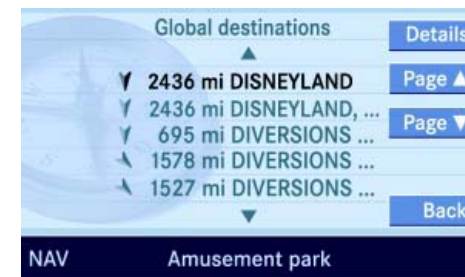 Global destinations
Details
2436 mi DISNEYLAND
Page ▲
2436 mi DISNEYLAND, ...
695 mi DIVERSIONS ...
Page ▼
1578 mi DIVERSIONS ...
1527 mi DIVERSIONS ...
Back
NAV Amusement park